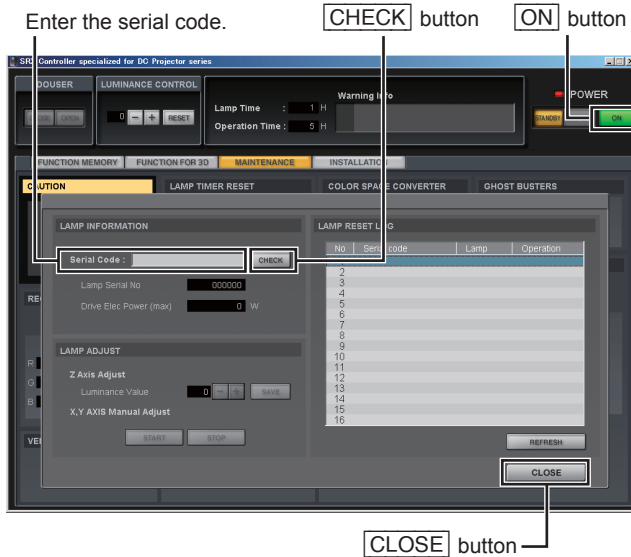 Enter the serial code.
CHECK button
ON button
Controller specialized for DC Projector series
DOUSER
LUMINANCE CONTROL
Warning Info
POWER
OPEN
0 - + RESET
Lamp Time : 1 H
Operation Time : 5 H
STANDBY
ON
FUNCTION MEMORY
FUNCTION FOR 3D
MAINTENANCE
INSTALLATION
CAUTION
LAMP TIMER RESET
COLOR SPACE CONVERTER
GHOST BUSTERS
LAMP INFORMATION
Serial Code :
CHECK
Lamp Serial No 000000
Drive Elec Power (max) 0 W
LAMP ADJUST
Z Axis Adjust
Luminance Value 0 - + SAVE
X,Y AXIS Manual Adjust
START STOP
R
G
B
LAMP RESET LOG
No Serial code Lamp Operation
2
3
4
5
6
7
8
9
10
11
12
13
14
15
16
REFRESH
CLOSE
CLOSE button